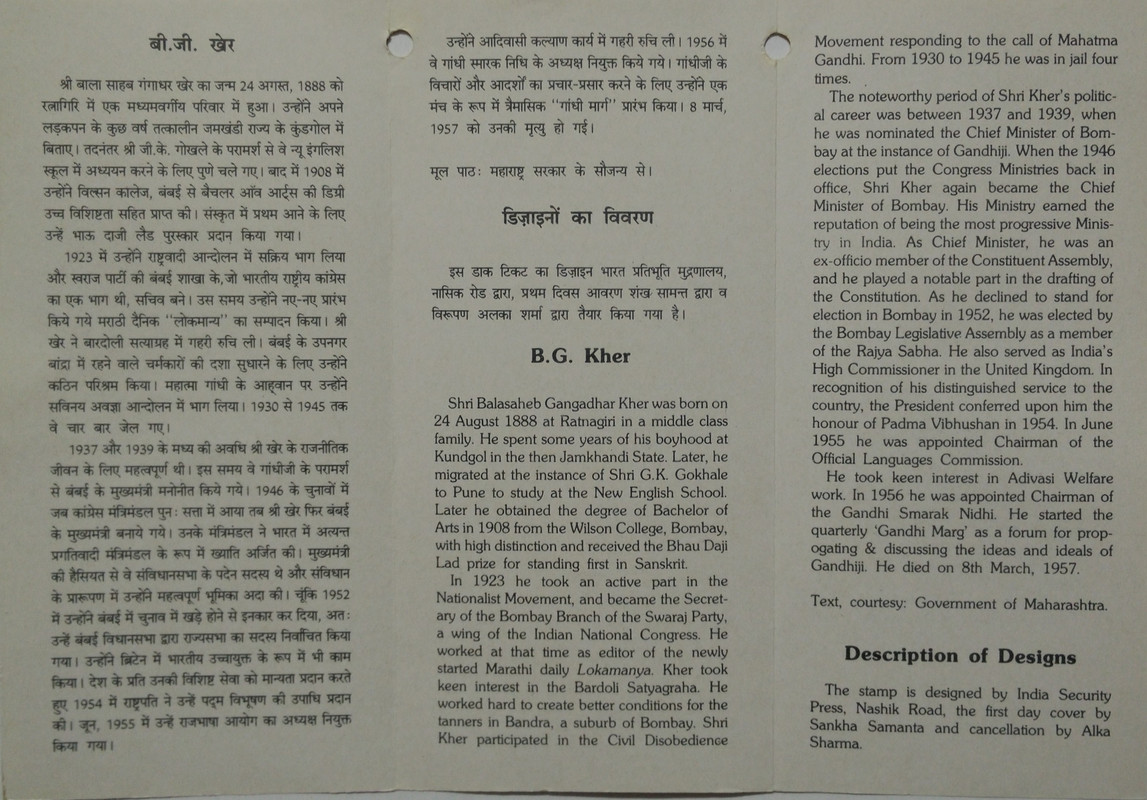 बी.जी. खेर
श्री बाला साहब गंगाधर खेर का जन्म 24 अगस्त, 1888 को
रत्नागिरि में एक मध्यमवर्गीय परिवार में हुआ। उन्होंने अपने
लड़कपन के कुछ वर्ष तत्कालीन जमखंडी राज्य के कुंडगोल में
बिताए। तदनंतर श्री जी.के. गोखले के परामर्श से वे न्यू इंगलिश
स्कूल में अध्ययन करने के लिए पुणे चले गए। बाद में 1908 में
उन्होंने विल्सन कालेज, बंबई से बैचलर ऑव आर्ट्स की डिग्री
उच्च विशिष्टता सहित प्राप्त की। संस्कृत में प्रथम आने के लिए
उन्हें भाऊ दाजी लैड पुरस्कार प्रदान किया गया।
1923 में उन्होंने राष्ट्रवादी आन्दोलन में सक्रिय भाग लिया
और स्वराज पार्टी की बंबई शाखा के,जो भारतीय राष्ट्रीय कांग्रेस
का एक भाग थी, सचिव बने। उस समय उन्होंने नए-नए प्रारंभ
किये गये मराठी दैनिक "लोकमान्य" का सम्पादन किया। श्री
खेर ने बारदोली सत्याग्रह में गहरी रुचि ली। बंबई के उपनगर
बांद्रा में रहने वाले चर्मकारों की दशा सुधारने के लिए उन्होंने
कठिन परिश्रम किया। महात्मा गांधी के आह्वान पर उन्होंने
सविनय अवज्ञा आन्दोलन में भाग लिया। 1930 से 1945 तक
वे चार बार जेल गए।
1937 और 1939 के मध्य की अवधि श्री खेर के राजनीतिक
जीवन के लिए महत्वपूर्ण थी। इस समय वे गांधीजी के परामर्श
से बंबई के मुख्यमंत्री मनोनीत किये गये। 1946 के चुनावों में
जब कांग्रेस मंत्रिमंडल पुनः सत्ता में आया तब श्री खेर फिर बंबई
के मुख्यमंत्री बनाये गये। उनके मंत्रिमंडल ने भारत में अत्यन्त
प्रगतिवादी मंत्रिमंडल के रूप में ख्याति अर्जित की। मुख्यमंत्री
की हैसियत से वे संविधानसभा के पदेन सदस्य थे और संविधान
के प्रारूपण में उन्होंने महत्वपूर्ण भूमिका अदा की। चूंकि 1952
में उन्होंने बंबई में चुनाव में खड़े होने से इनकार कर दिया, अतः
उन्हें बंबई विधानसभा द्वारा राज्यसभा का सदस्य निर्वाचित किया
गया। उन्होंने ब्रिटेन में भारतीय उच्चायुक्त के रूप में भी काम
किया। देश के प्रति उनकी विशिष्ट सेवा को मान्यता प्रदान करते
हुए 1954 में राष्ट्रपति ने उन्हें पद्म विभूषण की उपाधि प्रदान
की। जून, 1955 में उन्हें राजभाषा आयोग का अध्यक्ष नियुक्त
किया गया।
उन्होंने आदिवासी कल्याण कार्य में गहरी रुचि ली। 1956 में
वे गांधी स्मारक निधि के अध्यक्ष नियुक्त किये गये। गांधीजी के
विचारों और आदर्शों का प्रचार-प्रसार करने के लिए उन्होंने एक
मंच के रूप में त्रैमासिक "गांधी मार्ग" प्रारंभ किया। 8 मार्च,
1957 को उनकी मृत्यु हो गई।
मूल पाठः महाराष्ट्र सरकार के सौजन्य से।
डिज़ाइनों का विवरण
इस डाक टिकट का डिज़ाइन भारत प्रतिभूति मुद्रणालय,
नासिक रोड द्वारा, प्रथम दिवस आवरण शंख सामन्त द्वारा व
विरूपण अलका शर्मा द्वारा तैयार किया गया है।
B.G. Kher
Shri Balasaheb Gangadhar Kher was born on
24 August 1888 at Ratnagiri in a middle class
family. He spent some years of his boyhood at
Kundgol in the then Jamkhandi State. Later, he
migrated at the instance of Shri G.K. Gokhale
to Pune to study at the New English School.
Later he obtained the degree of Bachelor of
Arts in 1908 from the Wilson College, Bombay,
with high distinction and received the Bhau Daji
Lad prize for standing first in Sanskrit.
In 1923 he took an active part in the
Nationalist Movement, and became the Secret-
ary of the Bombay Branch of the Swaraj Party,
a wing of the Indian National Congress. He
worked at that time as editor of the newly
started Marathi daily Lokamanya. Kher took
keen interest in the Bardoli Satyagraha. He
worked hard to create better conditions for the
tanners in Bandra, a suburb of Bombay. Shri
Kher participated in the Civil Disobedience
Movement responding to the call of Mahatma
Gandhi. From 1930 to 1945 he was in jail four
times.
The noteworthy period of Shri Kher's politic-
al career was between 1937 and 1939, when
he was nominated the Chief Minister of Bom-
bay at the instance of Gandhiji. When the 1946
elections put the Congress Ministries back in
office, Shri Kher again became the Chief
Minister of Bombay. His Ministry earned the
reputation of being the most progressive Minis-
try in India. As Chief Minister, he was an
ex-officio member of the Constituent Assembly,
and he played a notable part in the drafting of
the Constitution. As he declined to stand for
election in Bombay in 1952, he was elected by
the Bombay Legislative Assembly as a member
of the Rajya Sabha. He also served as India's
High Commissioner in the United Kingdom. In
recognition of his distinguished service to the
country, the President conferred upon him the
honour of Padma Vibhushan in 1954. In June
1955 he was appointed Chairman of the
Official Languages Commission.
He took keen interest in Adivasi Welfare
work. In 1956 he was appointed Chairman of
the Gandhi Smarak Nidhi. He started the
quarterly 'Gandhi Marg' as a forum for prop-
ogating & discussing the ideas and ideals of
Gandhiji. He died on 8th March, 1957.
Text, courtesy: Government of Maharashtra.
Description of Designs
The stamp is designed by India Security
Press, Nashik Road, the first day cover by
Sankha Samanta and cancellation by Alka
Sharma.